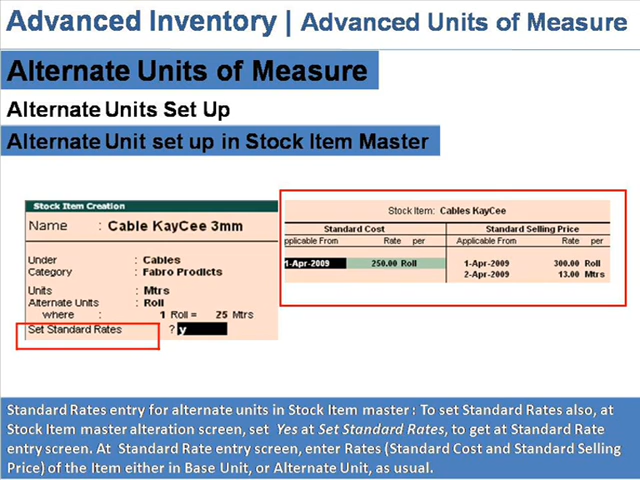 Advanced Inventory | Advanced Units of Measure
Alternate Units of Measure
Alternate Units Set Up
Alternate Unit set up in Stock Item Master
Stock Item Creation
Name : Cable KayCee 3mm
Under : Cables
Category : Fabro Prodicts
Units : Mtrs
Alternate Units : Roll
where : 1 Roll = 25 Mtrs
Set Standard Rates ? y
Stock Item: Cables KayCee
Standard Cost Standard Selling Price
pplicable From Rate per Applicable From Rate per
1-Apr-2009 250.00 Roll 1-Apr-2009 300.00 Roll
2-Apr-2009 13.00 Mtrs
Standard Rates entry for alternate units in Stock Item master : To set Standard Rates also, at
Stock Item master alteration screen, set Yes at Set Standard Rates, to get at Standard Rate
entry screen. At Standard Rate entry screen, enter Rates (Standard Cost and Standard Selling
Price) of the Item either in Base Unit, or Alternate Unit, as usual.